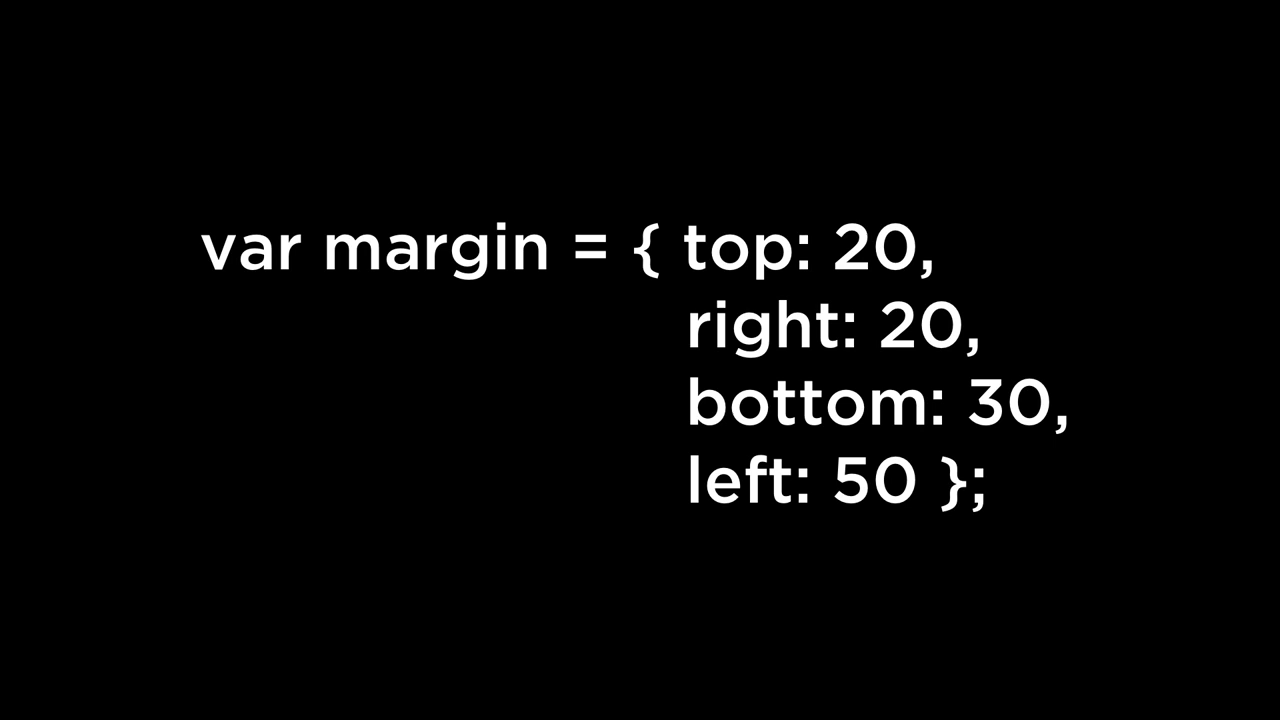 var margin = { top: 20,
right: 20,
bottom: 30,
left: 50 };